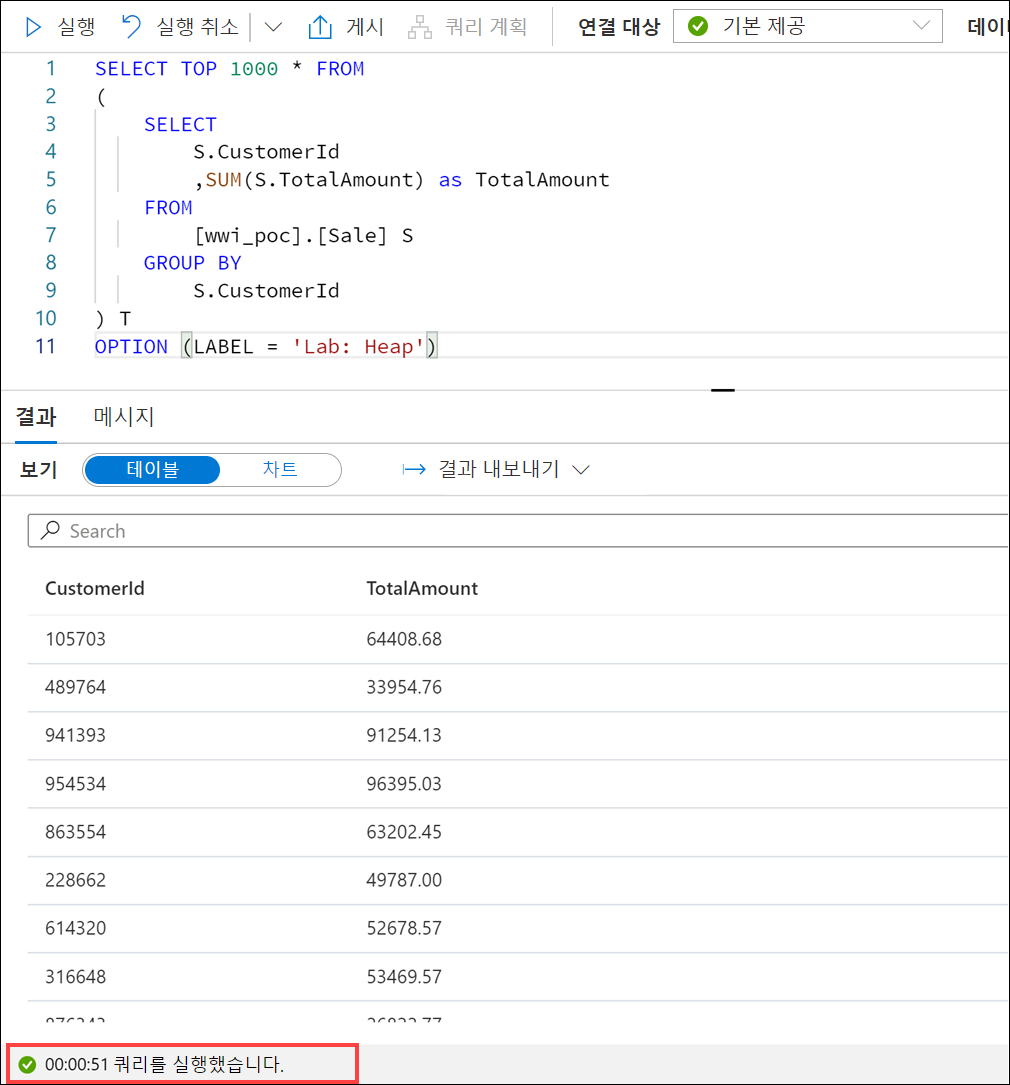 실행 실행 취소 게시 쿼리 계획 연결 대상 기본 제공
1 SELECT TOP 1000 * FROM
2 (
3 SELECT
4 S.CustomerId
5 ,SUM(S.TotalAmount) as TotalAmount
6 FROM
7 [wwi_poc].[Sale] S
8 GROUP BY
9 S.CustomerId
10 ) T
11 OPTION (LABEL = 'Lab: Heap')
결과 메시지
보기 테이블 차트 결과 내보내기
Search
CustomerId TotalAmount
105703 64408.68
489764 33954.76
941393 91254.13
954534 96395.03
863554 63202.45
228662 49787.00
614320 52678.57
316648 53469.57
00:00:51 쿼리를 실행했습니다.